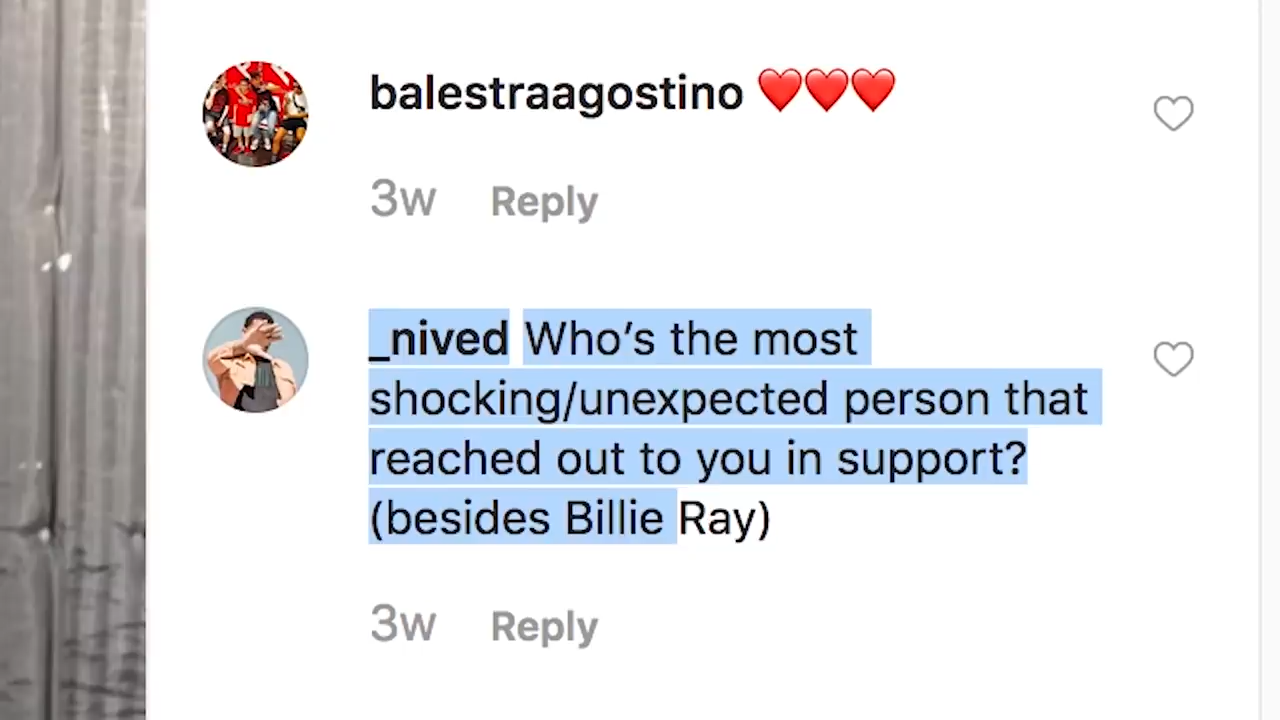 balestraagostino ❤️❤️❤️
3w Reply
_nived Who’s the most
shocking/unexpected person that
reached out to you in support?
(besides Billie Ray)
3w Reply